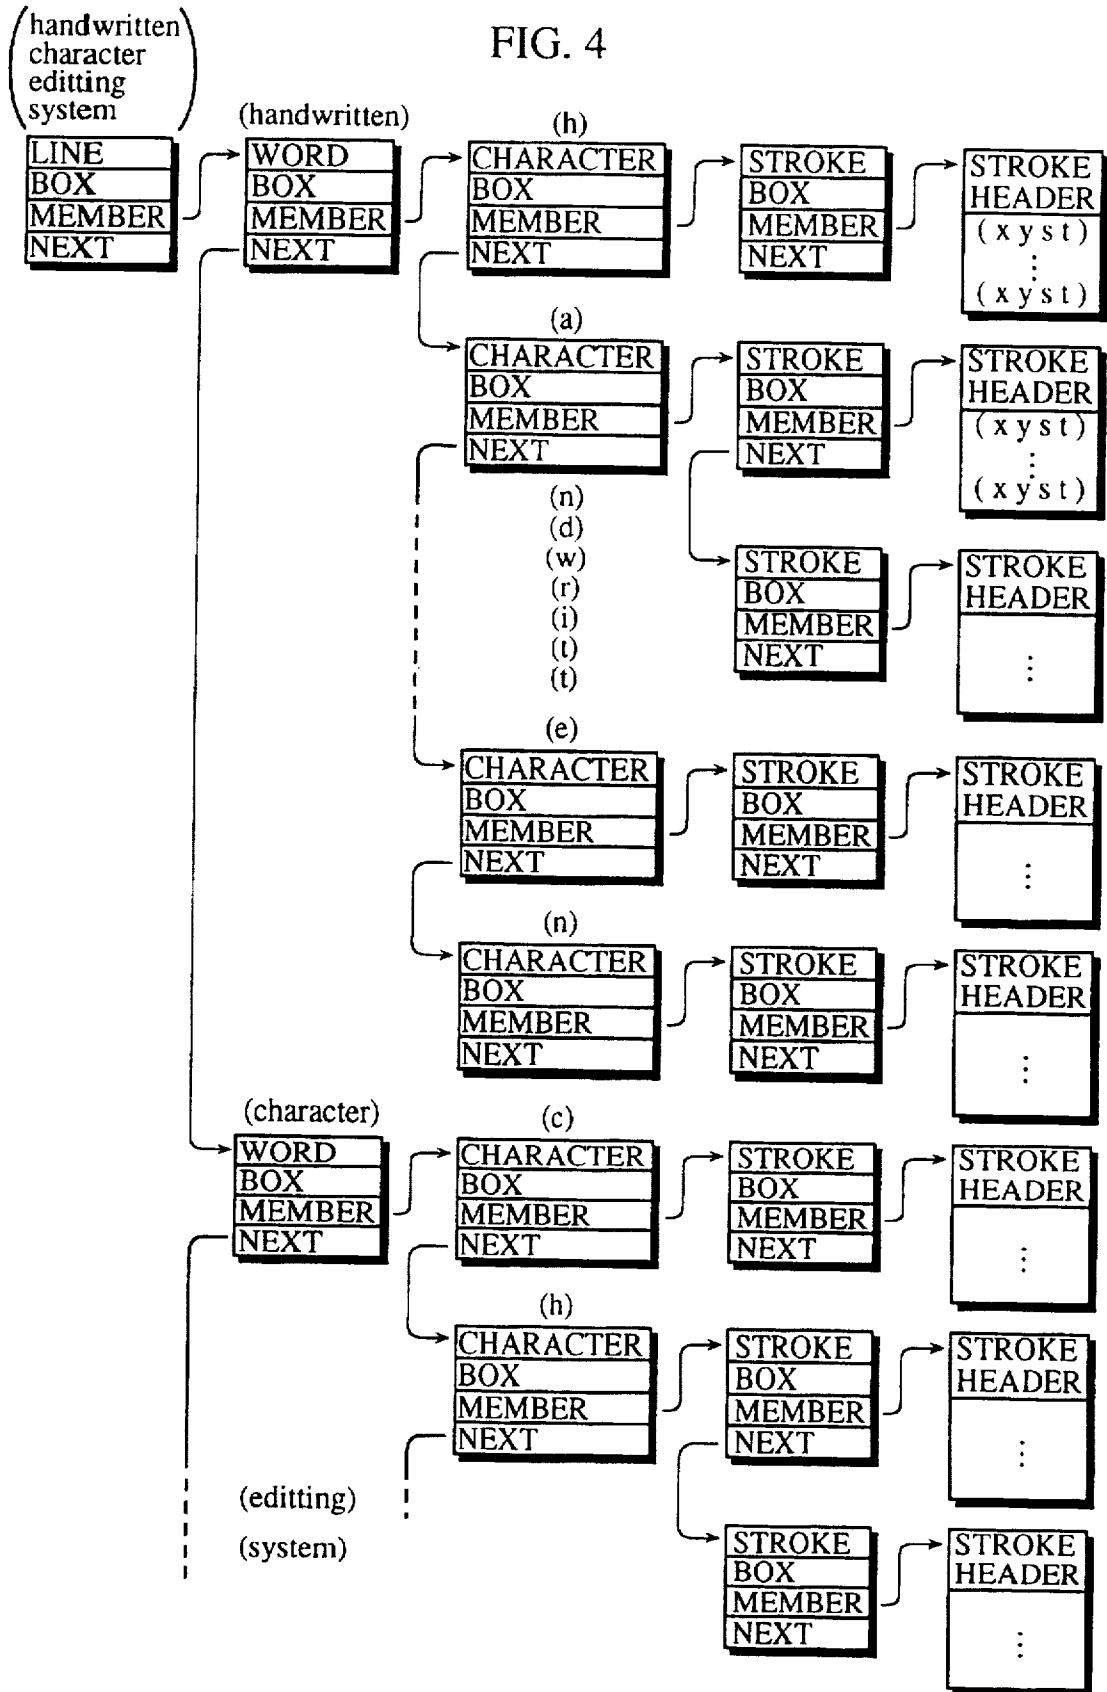 FIG. 4
(handwritten
character
editting
system)
(handwritten)
(h)
LINE
BOX
MEMBER
NEXT
WORD
BOX
MEMBER
NEXT
CHARACTER
BOX
MEMBER
NEXT
STROKE
BOX
MEMBER
NEXT
STROKE
HEADER
(x y s t)
⋮
(x y s t)
(a)
CHARACTER
BOX
MEMBER
NEXT
STROKE
BOX
MEMBER
NEXT
STROKE
HEADER
(x y s t)
⋮
(x y s t)
(n)
(d)
(w)
(r)
(i)
(t)
(t)
STROKE
BOX
MEMBER
NEXT
STROKE
HEADER
⋮
(e)
CHARACTER
BOX
MEMBER
NEXT
STROKE
BOX
MEMBER
NEXT
STROKE
HEADER
⋮
(n)
CHARACTER
BOX
MEMBER
NEXT
STROKE
BOX
MEMBER
NEXT
STROKE
HEADER
⋮
(character)
WORD
BOX
MEMBER
NEXT
(c)
CHARACTER
BOX
MEMBER
NEXT
STROKE
BOX
MEMBER
NEXT
STROKE
HEADER
⋮
(h)
CHARACTER
BOX
MEMBER
NEXT
STROKE
BOX
MEMBER
NEXT
STROKE
HEADER
⋮
(editting)
(system)
STROKE
BOX
MEMBER
NEXT
STROKE
HEADER
⋮